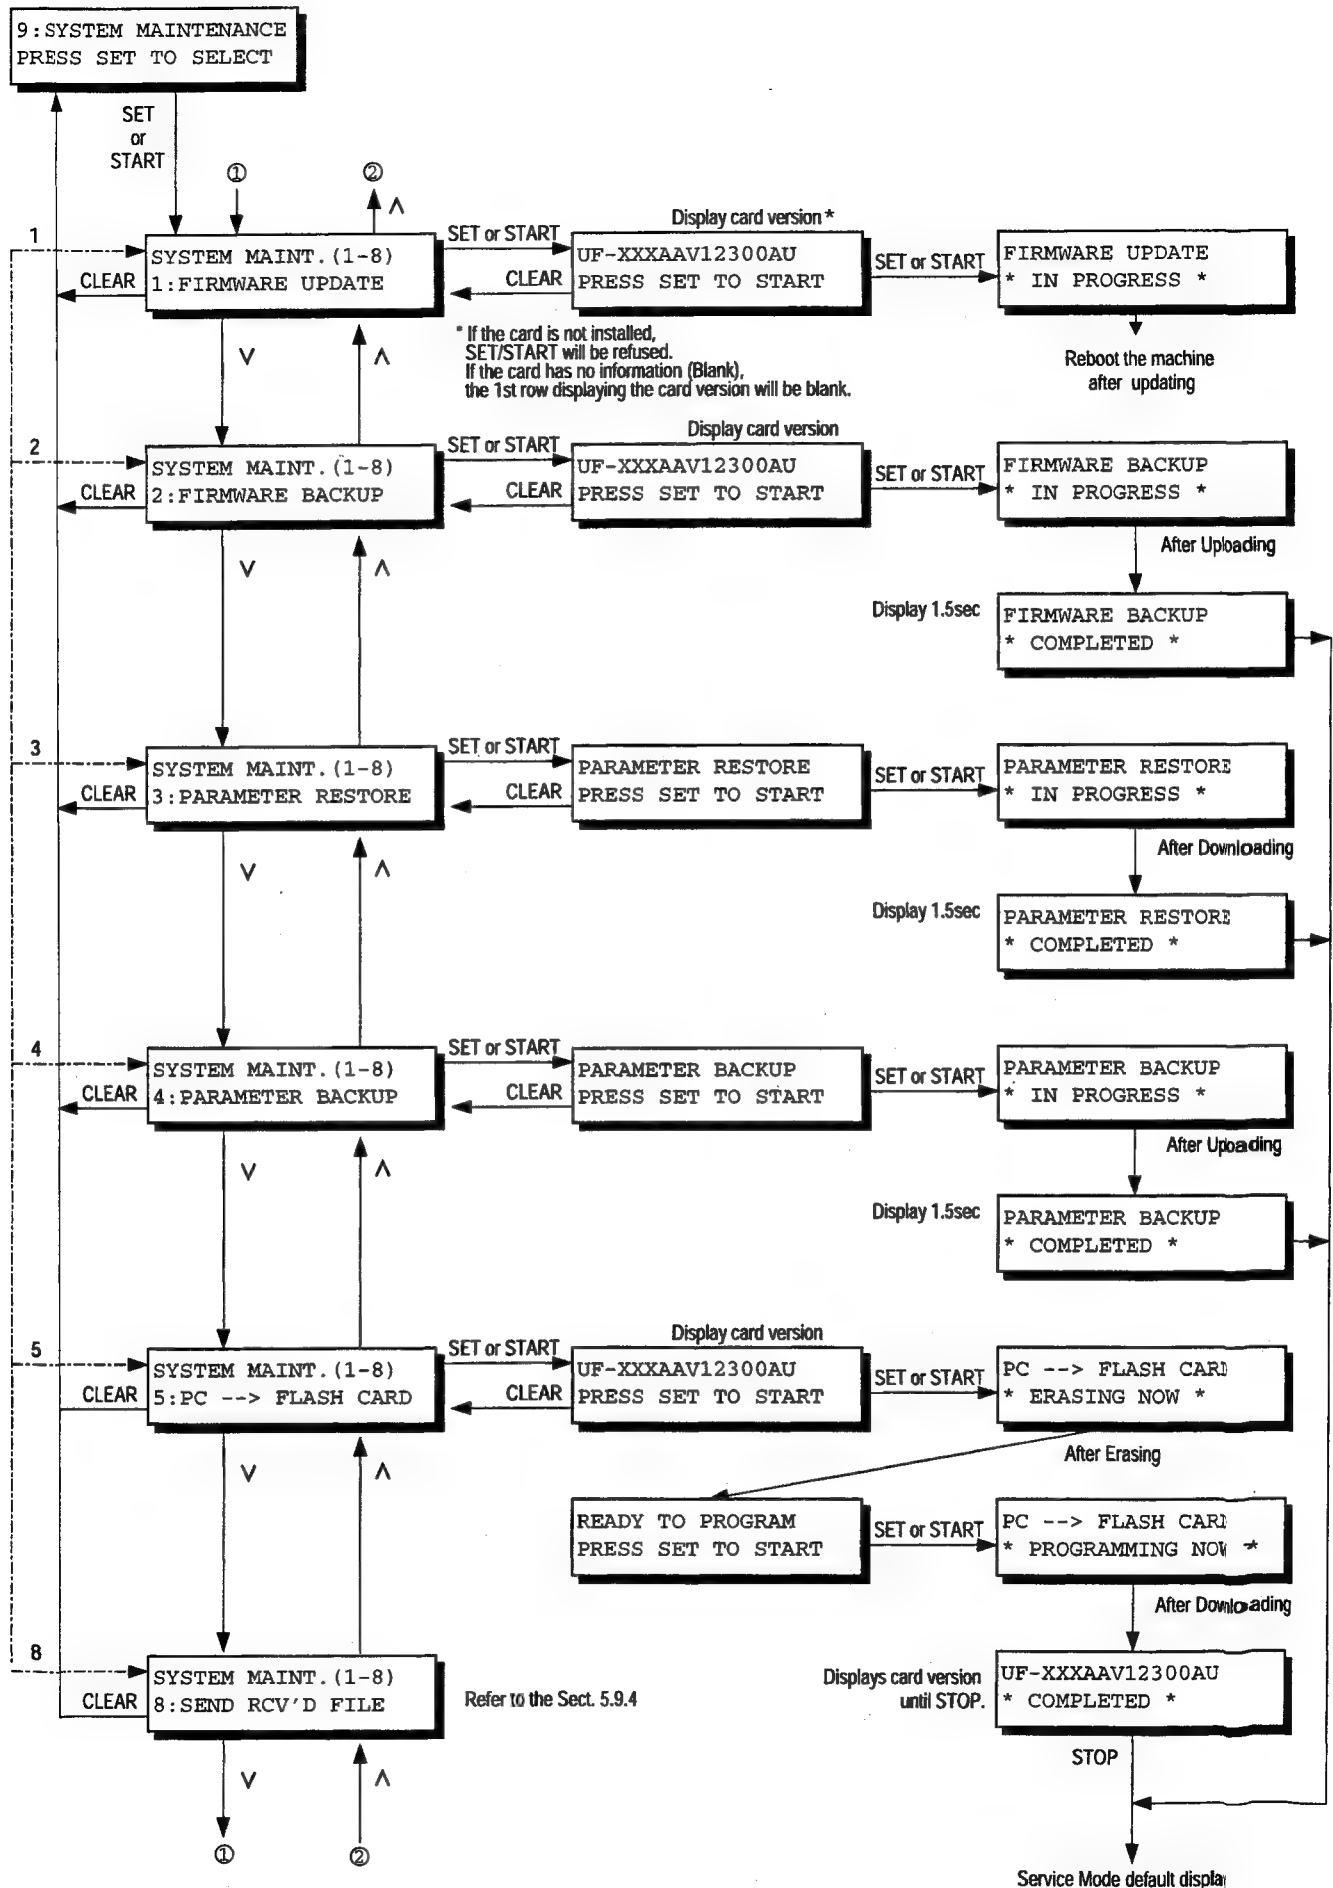 9:SYSTEM MAINTENANCE
PRESS SET TO SELECT
SET
or
START
①
②
∧
1
SYSTEM MAINT.(1-8)
1:FIRMWARE UPDATE
CLEAR
SET or START
CLEAR
Display card version *
UF-XXXAAV12300AU
PRESS SET TO START
SET or START
FIRMWARE UPDATE
* IN PROGRESS *
Reboot the machine
after updating
* If the card is not installed,
SET/START will be refused.
If the card has no information (Blank),
the 1st row displaying the card version will be blank.
∨
∧
2
SYSTEM MAINT.(1-8)
2:FIRMWARE BACKUP
CLEAR
SET or START
CLEAR
Display card version
UF-XXXAAV12300AU
PRESS SET TO START
SET or START
FIRMWARE BACKUP
* IN PROGRESS *
After Uploading
Display 1.5sec
FIRMWARE BACKUP
* COMPLETED *
∨
∧
3
SYSTEM MAINT.(1-8)
3:PARAMETER RESTORE
CLEAR
SET or START
CLEAR
PARAMETER RESTORE
PRESS SET TO START
SET or START
PARAMETER RESTORE
* IN PROGRESS *
After Downloading
Display 1.5sec
PARAMETER RESTORE
* COMPLETED *
∨
∧
4
SYSTEM MAINT.(1-8)
4:PARAMETER BACKUP
CLEAR
SET or START
CLEAR
PARAMETER BACKUP
PRESS SET TO START
SET or START
PARAMETER BACKUP
* IN PROGRESS *
After Uploading
Display 1.5sec
PARAMETER BACKUP
* COMPLETED *
∨
∧
5
SYSTEM MAINT.(1-8)
5:PC --> FLASH CARD
CLEAR
SET or START
CLEAR
Display card version
UF-XXXAAV12300AU
PRESS SET TO START
SET or START
PC --> FLASH CARD
* ERASING NOW *
After Erasing
READY TO PROGRAM
PRESS SET TO START
SET or START
PC --> FLASH CARD
* PROGRAMMING NOW *
After Downloading
∨
∧
8
SYSTEM MAINT.(1-8)
8:SEND RCV'D FILE
CLEAR
Refer to the Sect. 5.9.4
Displays card version
until STOP.
UF-XXXAAV12300AU
* COMPLETED *
STOP
∨
∧
①
②
Service Mode default display